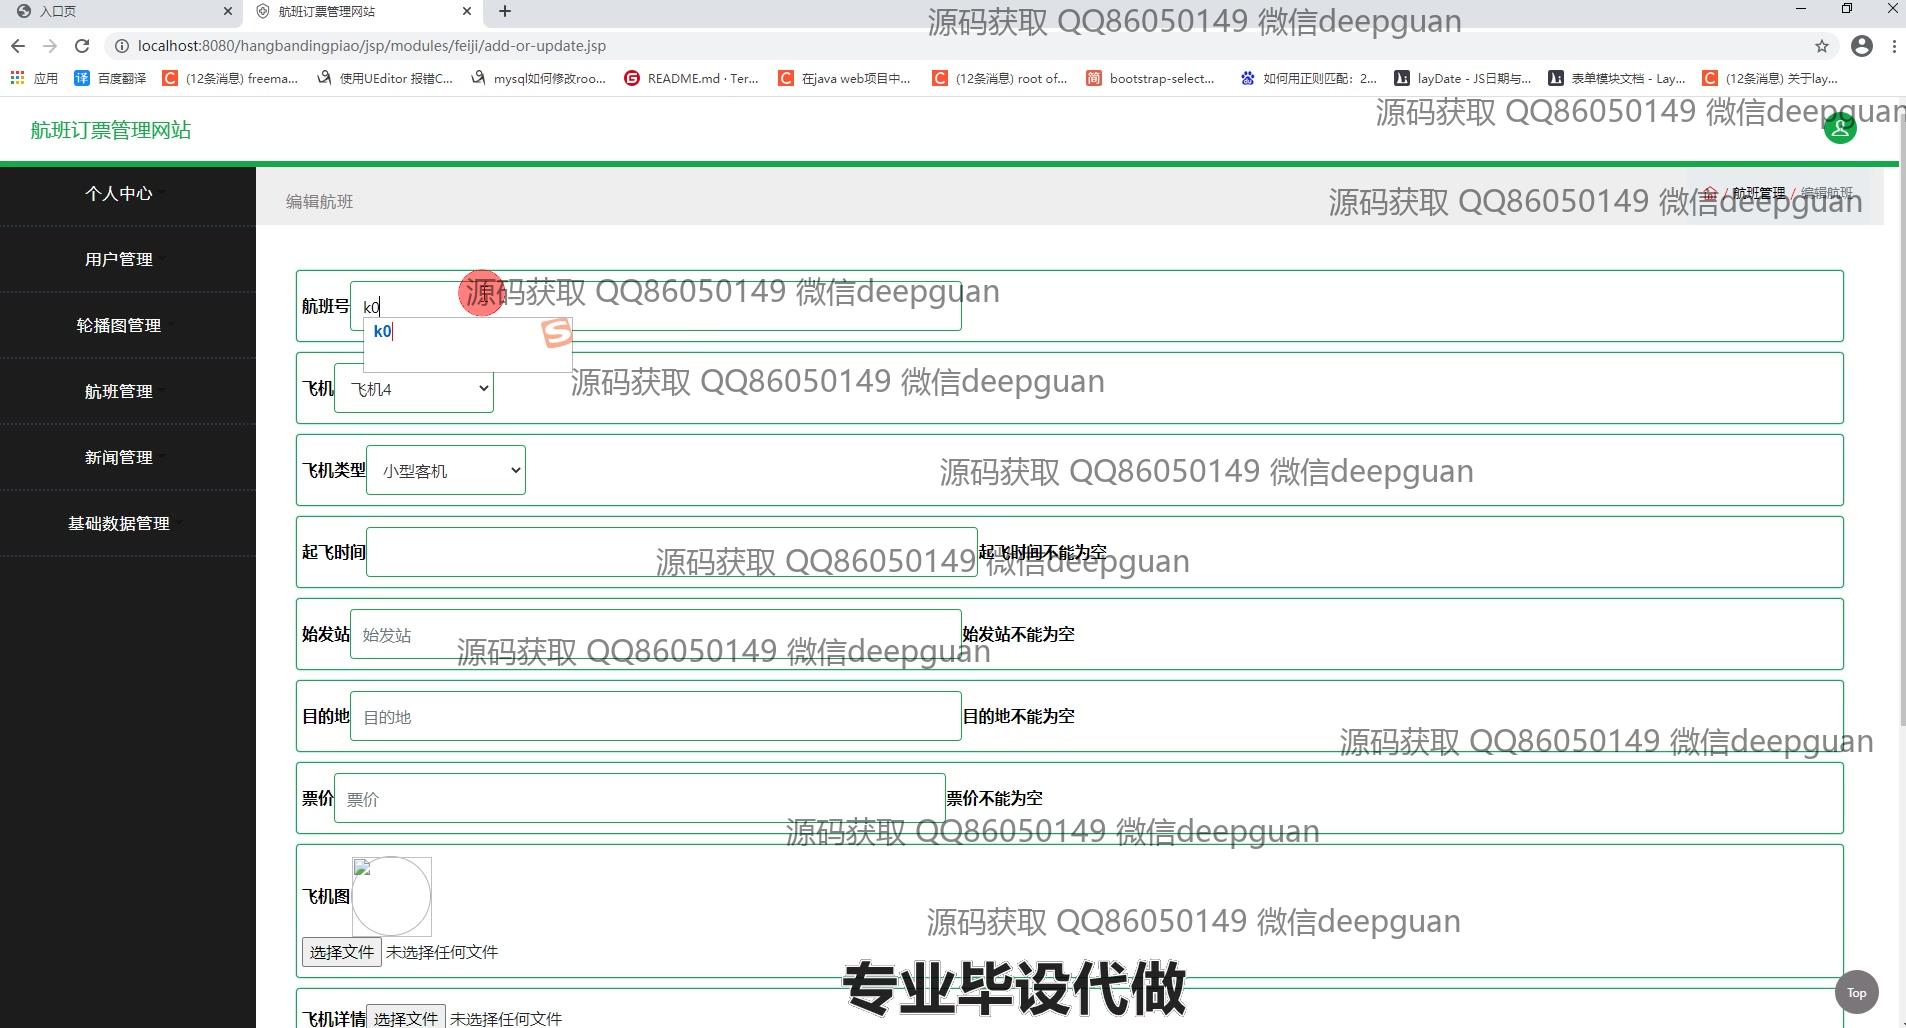 入口页
航班订票管理网站
源码获取 QQ86050149 微信deepguan
localhost:8080/hangbandingpiao/jsp/modules/feiji/add-or-update.jsp
应用 百度翻译 (12条消息) freema... 使用UEditor 报错C... mysql如何修改roo... README.md · Ter... 在java web项目中... (12条消息) root of... bootstrap-select... 如何用正则匹配：2... layDate - JS日期与... 表单模块文档 - Lay... (12条消息) 关于lay...
源码获取 QQ86050149 微信deepguan
航班订票管理网站
个人中心
用户管理
轮播图管理
航班管理
新闻管理
基础数据管理
编辑航班
/ 航班管理 / 编辑航班
源码获取 QQ86050149 微信deepguan
航班号 k0
源码获取 QQ86050149 微信deepguan
k0
飞机 飞机4
源码获取 QQ86050149 微信deepguan
飞机类型 小型客机
源码获取 QQ86050149 微信deepguan
起飞时间 起飞时间不能为空
源码获取 QQ86050149 微信deepguan
始发站 始发站 始发站不能为空
源码获取 QQ86050149 微信deepguan
目的地 目的地 目的地不能为空
源码获取 QQ86050149 微信deepguan
票价 票价 票价不能为空
源码获取 QQ86050149 微信deepguan
飞机图
源码获取 QQ86050149 微信deepguan
选择文件 未选择任何文件
专业毕设代做
Top
飞机详情 选择文件 未选择任何文件